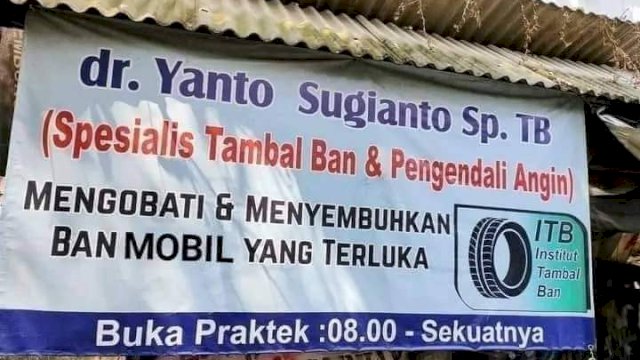 dr. Yanto Sugianto Sp. TB
(Spesialis Tambal Ban & Pengendali Angin)
MENGOBATI & MENYEMBUHKAN
BAN MOBIL YANG TERLUKA
ITB
Institut
Tambal
Ban
Buka Praktek :08.00 - Sekuatnya